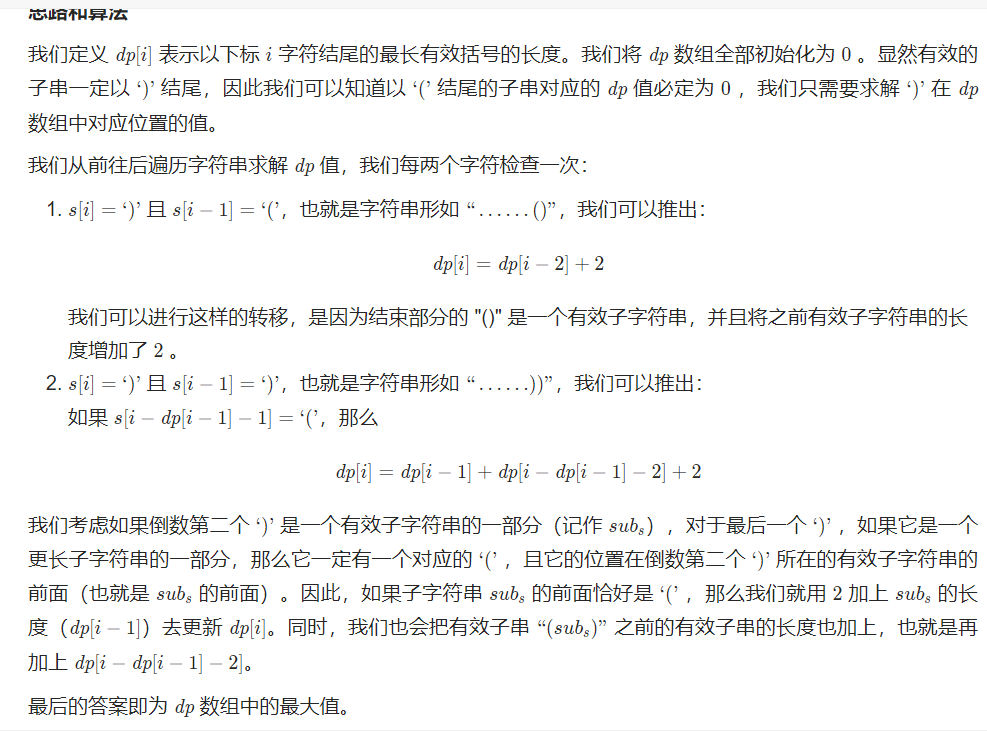 思路和算法
我们定义 dp[i] 表示以下标 i 字符结尾的最长有效括号的长度。我们将 dp 数组全部初始化为 0 。显然有效的
子串一定以 ‘)’ 结尾，因此我们可以知道以 ‘(’ 结尾的子串对应的 dp 值必定为 0 ，我们只需要求解 ‘)’ 在 dp
数组中对应位置的值。
我们从前往后遍历字符串求解 dp 值，我们每两个字符检查一次：
1. s[i] = ‘)’ 且 s[i − 1] = ‘(’，也就是字符串形如 “……()”，我们可以推出：
dp[i] = dp[i − 2] + 2
我们可以进行这样的转移，是因为结束部分的 "()" 是一个有效子字符串，并且将之前有效子字符串的长
度增加了 2 。
2. s[i] = ‘)’ 且 s[i − 1] = ‘)’，也就是字符串形如 “……))”，我们可以推出：
如果 s[i − dp[i − 1] − 1] = ‘(’，那么
dp[i] = dp[i − 1] + dp[i − dp[i − 1] − 2] + 2
我们考虑如果倒数第二个 ‘)’ 是一个有效子字符串的一部分（记作 subₛ），对于最后一个 ‘)’ ，如果它是一个
更长子字符串的一部分，那么它一定有一个对应的 ‘(’ ，且它的位置在倒数第二个 ‘)’ 所在的有效子字符串的
前面（也就是 subₛ 的前面）。因此，如果子字符串 subₛ 的前面恰好是 ‘(’ ，那么我们就用 2 加上 subₛ 的长
度（dp[i − 1]）去更新 dp[i]。同时，我们也会把有效子串 “(subₛ)” 之前的有效子串的长度也加上，也就是再
加上 dp[i − dp[i − 1] − 2]。
最后的答案即为 dp 数组中的最大值。